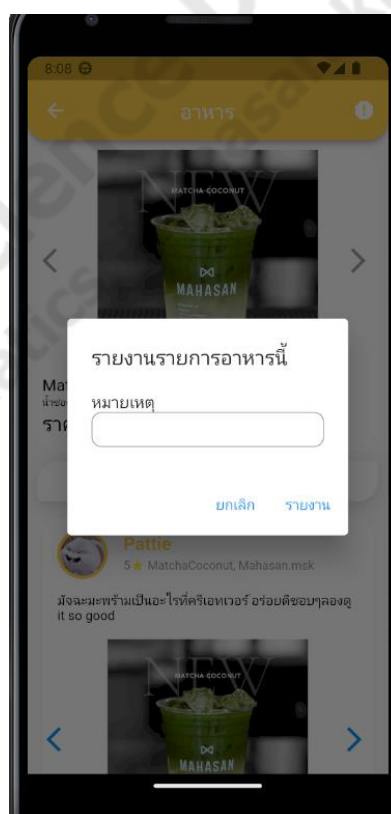 8:08
อาหาร
NEW
MATCHA COCONUT
MAHASAN
รายงานรายการอาหารนี้
หมายเหตุ
ยกเลิก รายงาน
Pattie
5 MatchaCoconut, Mahasan.msk
มัจฉะมะพร้ามเป็นอะไรที่ครีเอทเวอร์ อร่อยดีชอบๆลองดู
it so good
NEW
MATCHA COCONUT
MAHASAN